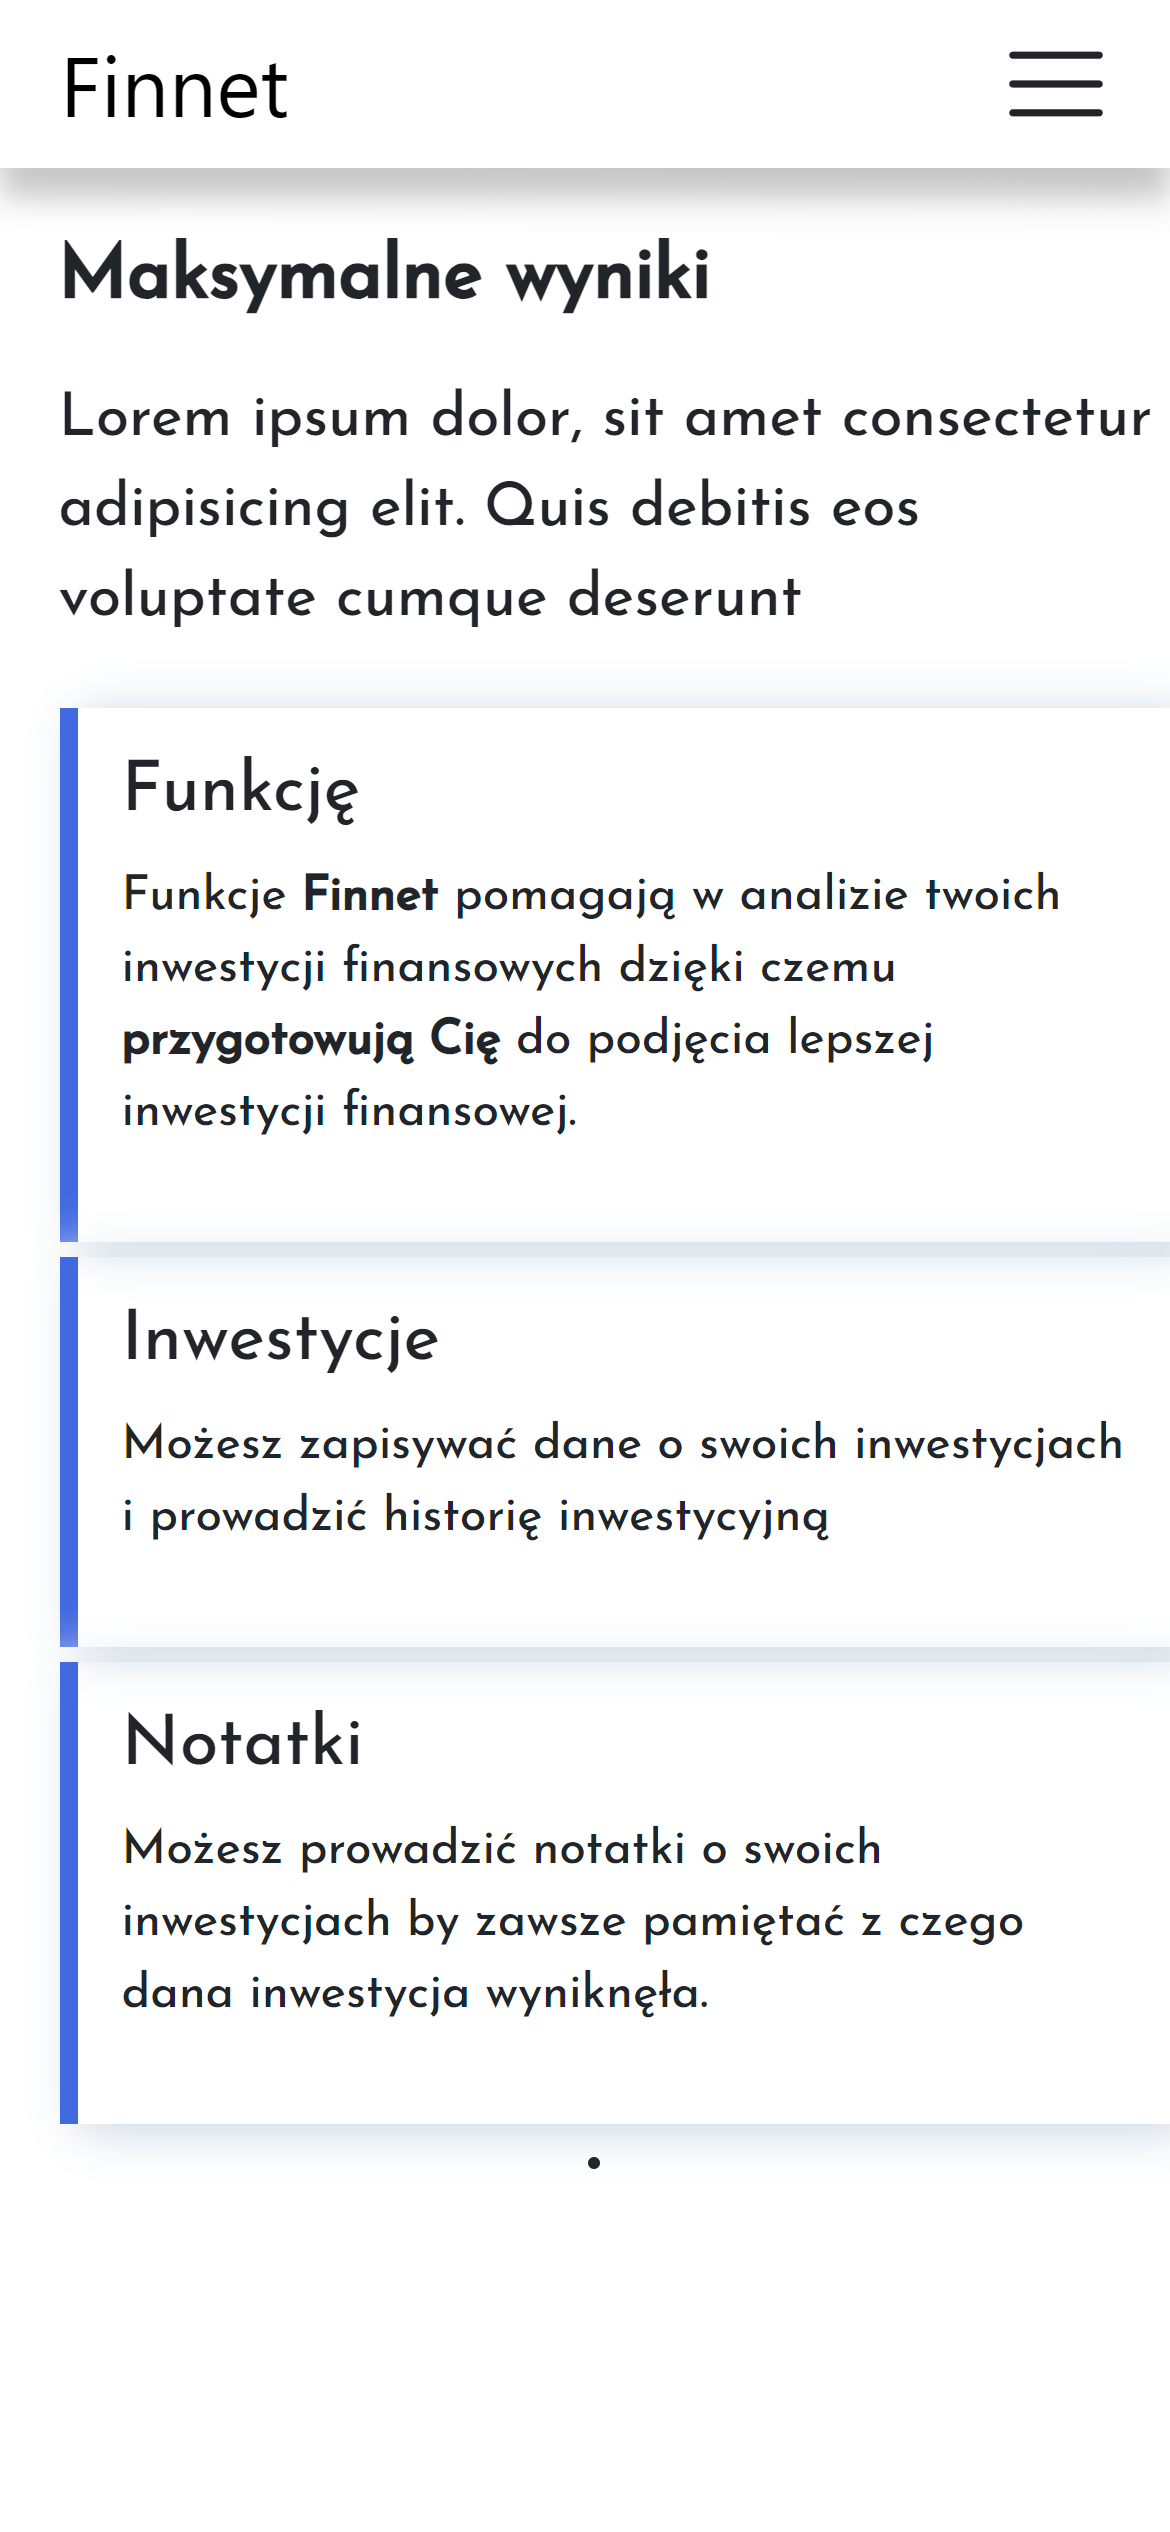 Finnet
Maksymalne wyniki
Lorem ipsum dolor, sit amet consectetur
adipisicing elit. Quis debitis eos
voluptate cumque deserunt
Funkcję
Funkcje Finnet pomagają w analizie twoich
inwestycji finansowych dzięki czemu
przygotowują Cię do podjęcia lepszej
inwestycji finansowej.
Inwestycje
Możesz zapisywać dane o swoich inwestycjach
i prowadzić historię inwestycyjną
Notatki
Możesz prowadzić notatki o swoich
inwestycjach by zawsze pamiętać z czego
dana inwestycja wyniknęła.